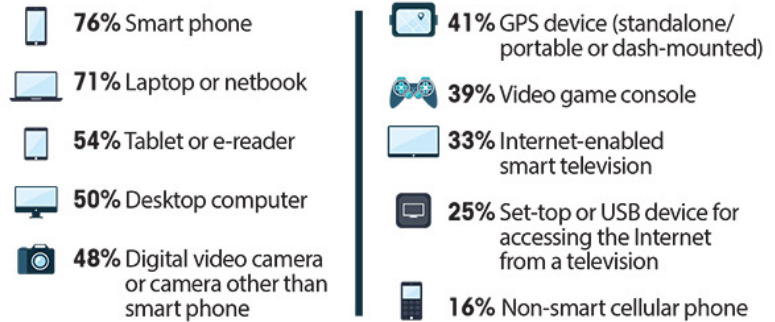 76% Smart phone
71% Laptop or netbook
54% Tablet or e-reader
50% Desktop computer
48% Digital video camera
or camera other than
smart phone
41% GPS device (standalone/
portable or dash-mounted)
39% Video game console
33% Internet-enabled
smart television
25% Set-top or USB device for
accessing the Internet
from a television
16% Non-smart cellular phone